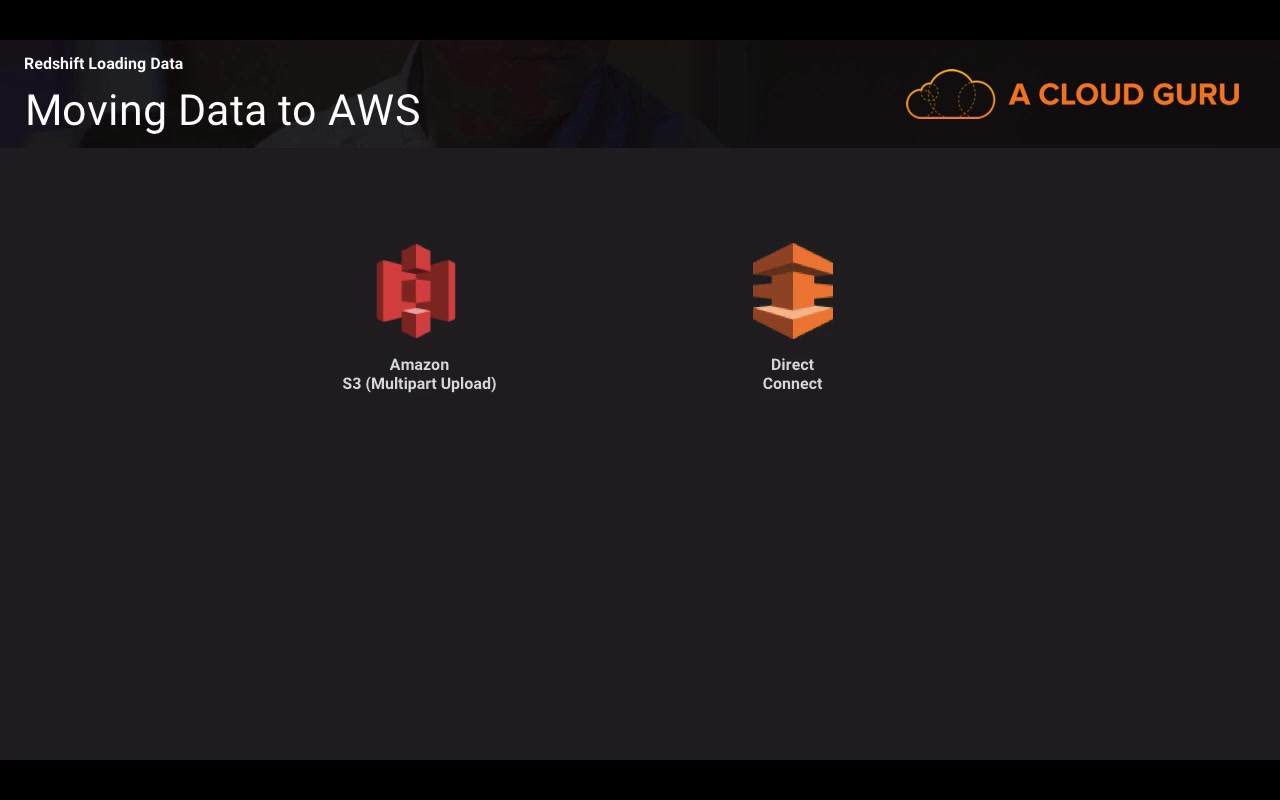 Redshift Loading Data
Moving Data to AWS
A CLOUD GURU
Amazon
S3 (Multipart Upload)
Direct
Connect